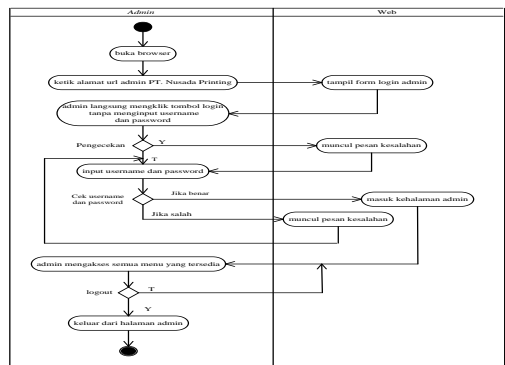 Admin
Web
buka browser
ketik alamat url admin PT. Nusada Printing
tampil form login admin
admin langsung mengklik tombol login
tanpa menginput username
dan password
Pengecekan
Y
muncul pesan kesalahan
T
input username dan password
Cek username
dan password
Jika benar
masuk kehalaman admin
Jika salah
muncul pesan kesalahan
admin mengakses semua menu yang tersedia
logout
T
Y
keluar dari halaman admin